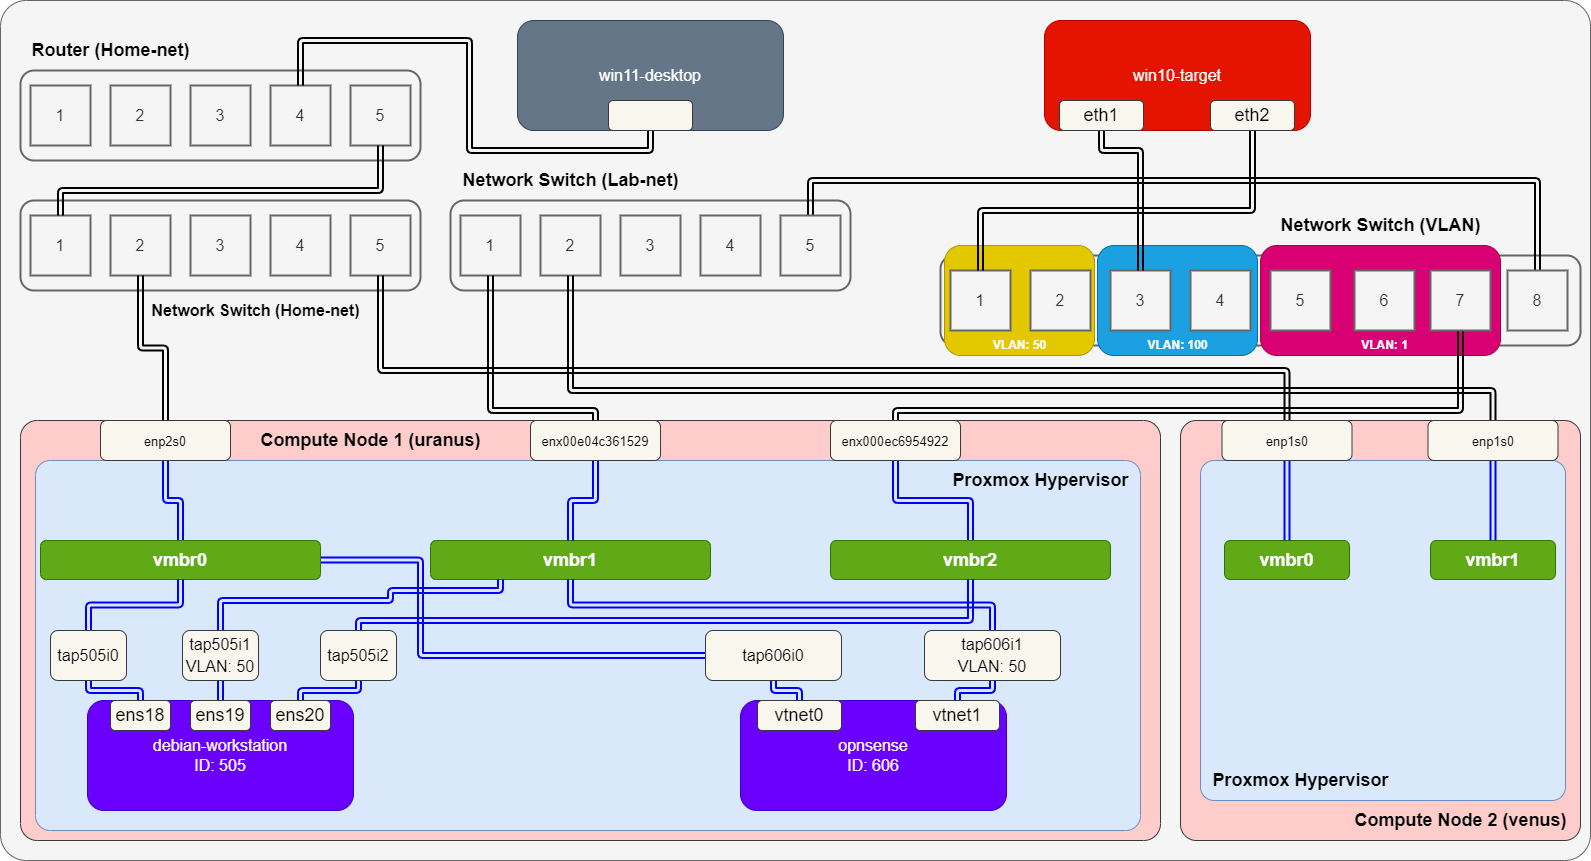 Router (Home-net)
1
2
3
4
5
win11-desktop
win10-target
eth1
eth2
Network Switch (Lab-net)
1
2
3
4
5
1
2
3
4
5
Network Switch (Home-net)
Network Switch (VLAN)
1
2
3
4
5
6
7
8
VLAN: 50
VLAN: 100
VLAN: 1
enp2s0
Compute Node 1 (uranus)
enx00e04c361529
enx000ec6954922
Proxmox Hypervisor
vmbr0
vmbr1
vmbr2
tap505i0
tap505i1
VLAN: 50
tap505i2
tap606i0
tap606i1
VLAN: 50
ens18
ens19
ens20
debian-workstation
ID: 505
vtnet0
vtnet1
opnsense
ID: 606
enp1s0
enp1s0
vmbr0
vmbr1
Proxmox Hypervisor
Compute Node 2 (venus)